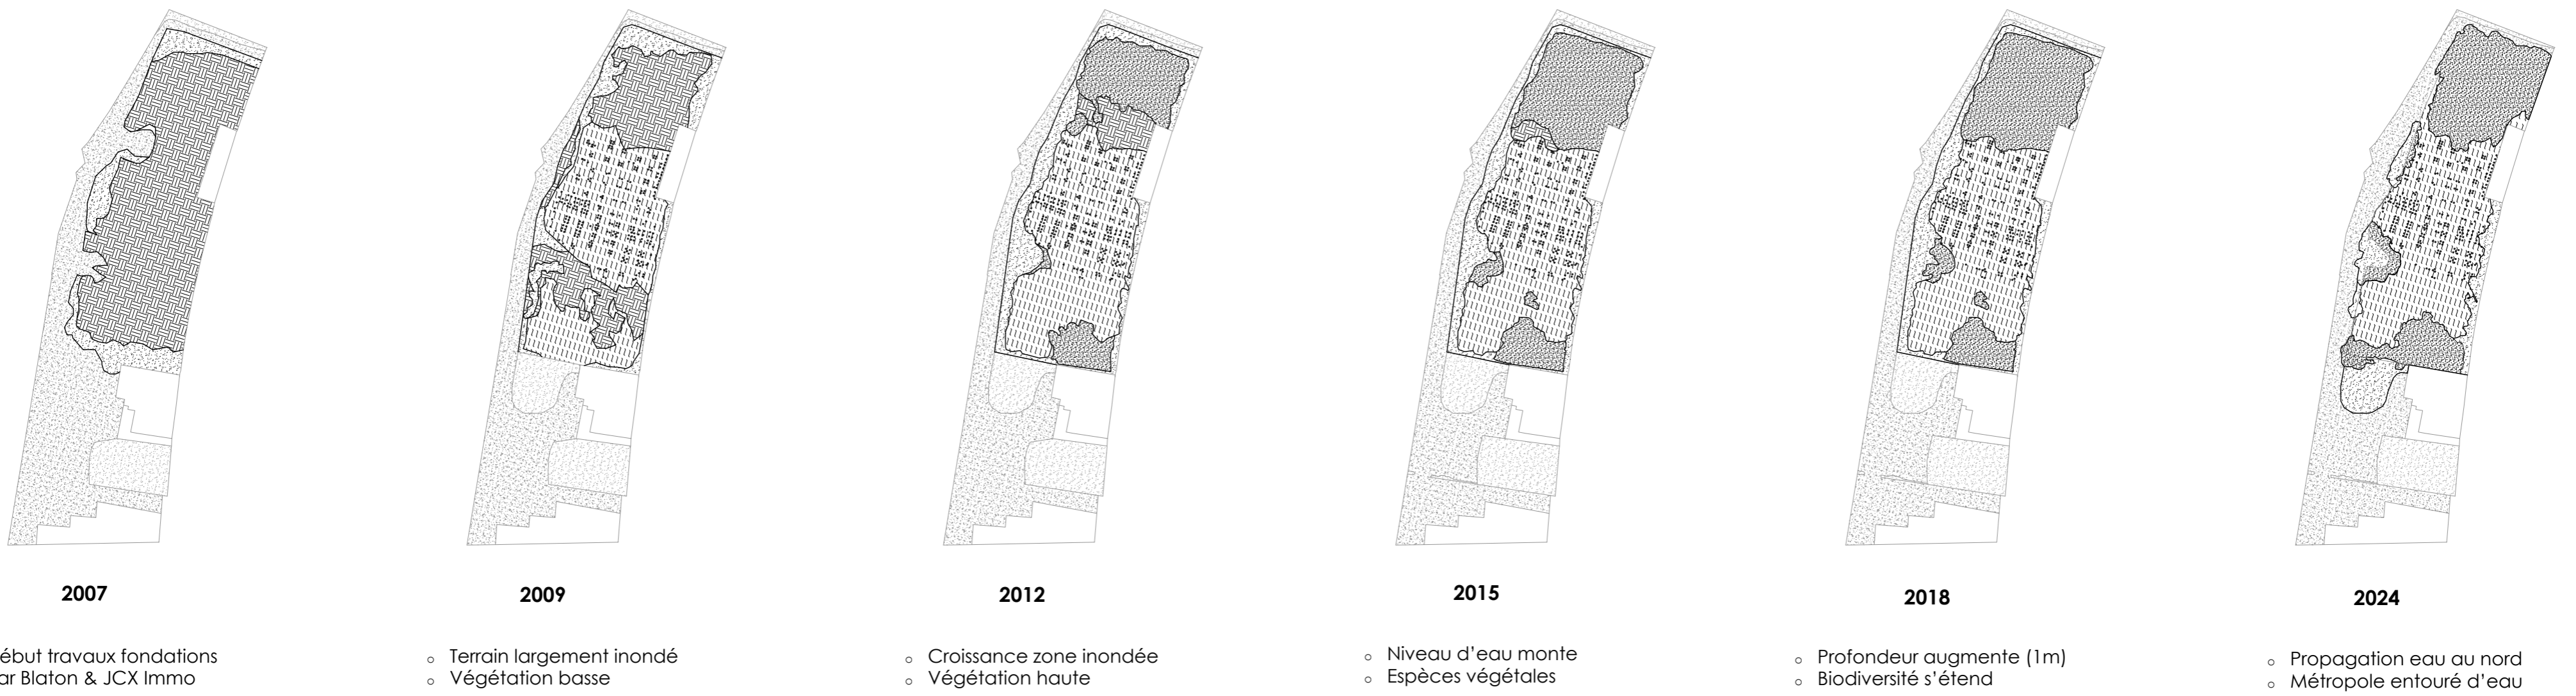 2007
ébut travaux fondations
ar Blaton & JCX Immo
2009
Terrain largement inondé
Végétation basse
2012
Croissance zone inondée
Végétation haute
2015
Niveau d’eau monte
Espèces végétales
2018
Profondeur augmente (1m)
Biodiversité s’étend
2024
Propagation eau au nord
Métropole entouré d’eau